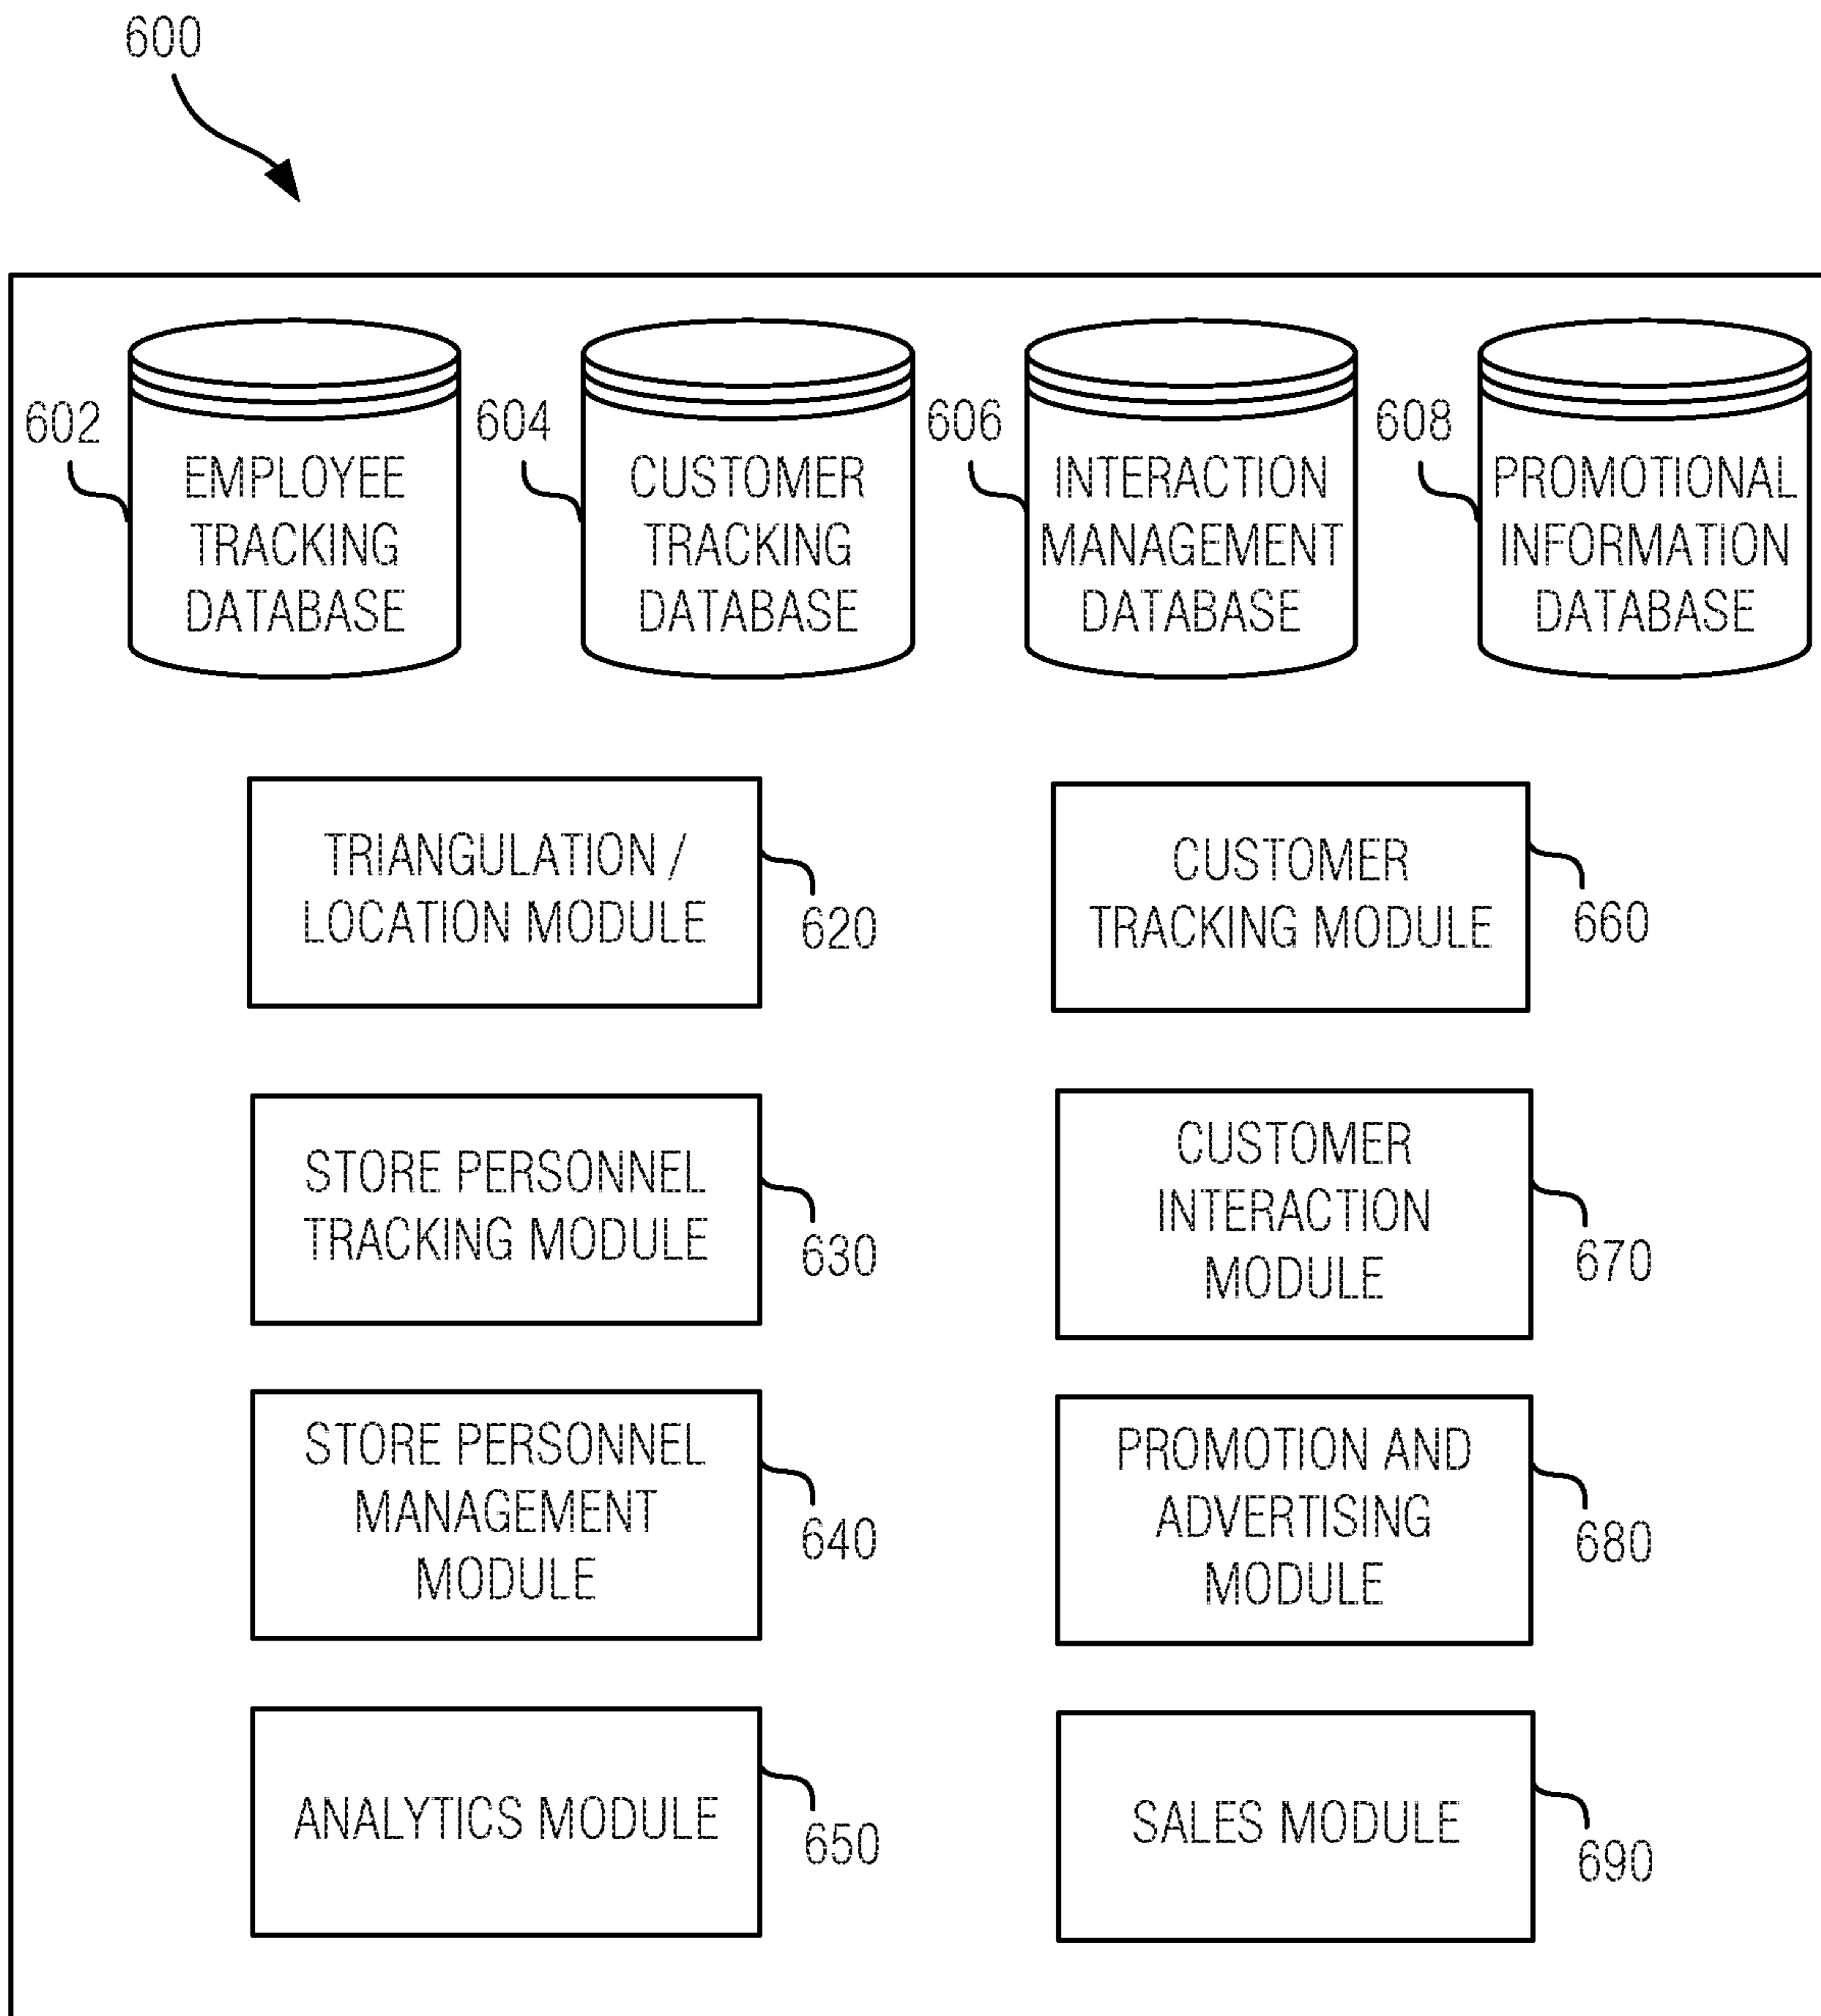 600
602
EMPLOYEE
TRACKING
DATABASE
604
CUSTOMER
TRACKING
DATABASE
606
INTERACTION
MANAGEMENT
DATABASE
608
PROMOTIONAL
INFORMATION
DATABASE
TRIANGULATION /
LOCATION MODULE
620
CUSTOMER
TRACKING MODULE
660
STORE PERSONNEL
TRACKING MODULE
630
CUSTOMER
INTERACTION
MODULE
670
STORE PERSONNEL
MANAGEMENT
MODULE
640
PROMOTION AND
ADVERTISING
MODULE
680
ANALYTICS MODULE
650
SALES MODULE
690